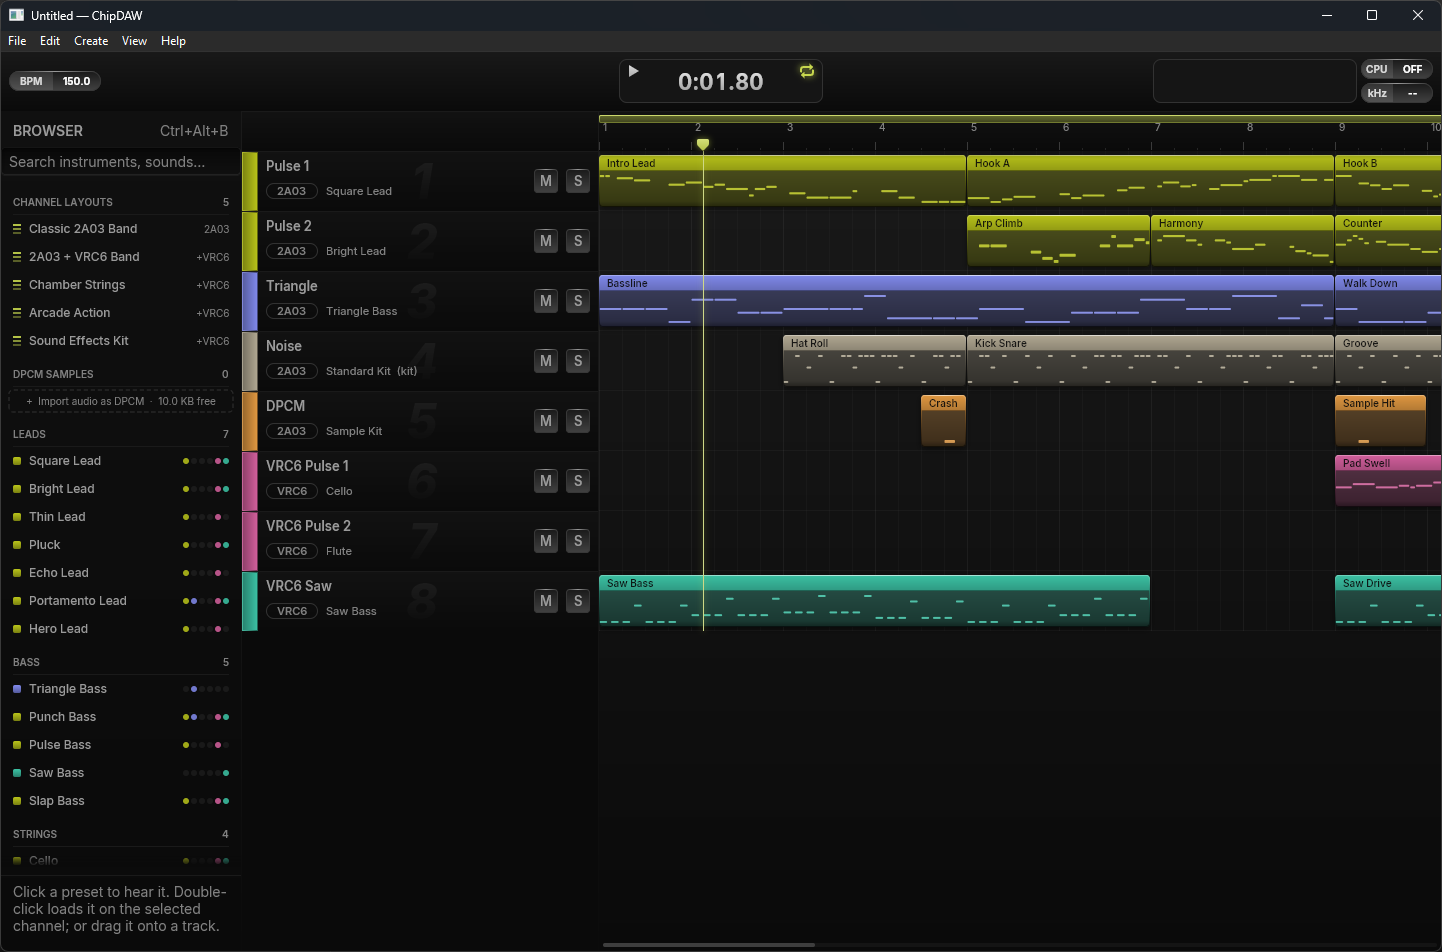 Untitled — ChipDAW
File Edit Create View Help
BPM 150.0
0:01.80
CPU OFF
kHz --
BROWSER Ctrl+Alt+B
Search instruments, sounds...
CHANNEL LAYOUTS 5
Classic 2A03 Band 2A03
2A03 + VRC6 Band +VRC6
Chamber Strings +VRC6
Arcade Action +VRC6
Sound Effects Kit +VRC6
DPCM SAMPLES 0
+ Import audio as DPCM · 10.0 KB free
LEADS 7
Square Lead
Bright Lead
Thin Lead
Pluck
Echo Lead
Portamento Lead
Hero Lead
BASS 5
Triangle Bass
Punch Bass
Pulse Bass
Saw Bass
Slap Bass
STRINGS 4
Cello
Click a preset to hear it. Double-
click loads it on the selected
channel; or drag it onto a track.
1 2 3 4 5 6 7 8 9 10
Pulse 1
2A03 Square Lead 1 M S
Intro Lead Hook A Hook B
Pulse 2
2A03 Bright Lead 2 M S
Arp Climb Harmony Counter
Triangle
2A03 Triangle Bass 3 M S
Bassline Walk Down
Noise
2A03 Standard Kit (kit) 4 M S
Hat Roll Kick Snare Groove
DPCM
2A03 Sample Kit 5 M S
Crash Sample Hit
VRC6 Pulse 1
VRC6 Cello 6 M S
Pad Swell
VRC6 Pulse 2
VRC6 Flute 7 M S
VRC6 Saw
VRC6 Saw Bass 8 M S
Saw Bass Saw Drive